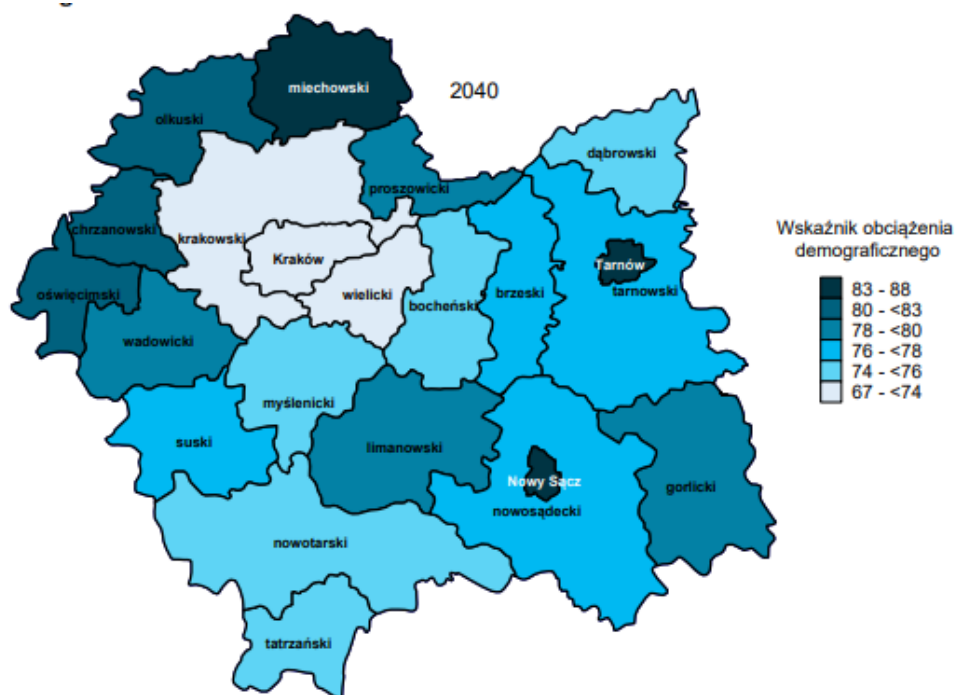 miechowski
2040
olkuski
dąbrowski
proszowicki
chrzanowski
krakowski
Kraków
Tarnów
Wskaźnik obciążenia
demograficznego
oświęcimski
wielicki
bocheński
brzeski
tarnowski
83 - 88
80 - <83
78 - <80
76 - <78
74 - <76
67 - <74
wadowicki
myślenicki
suski
limanowski
Nowy Sącz
gorlicki
nowosądecki
nowotarski
tatrzański